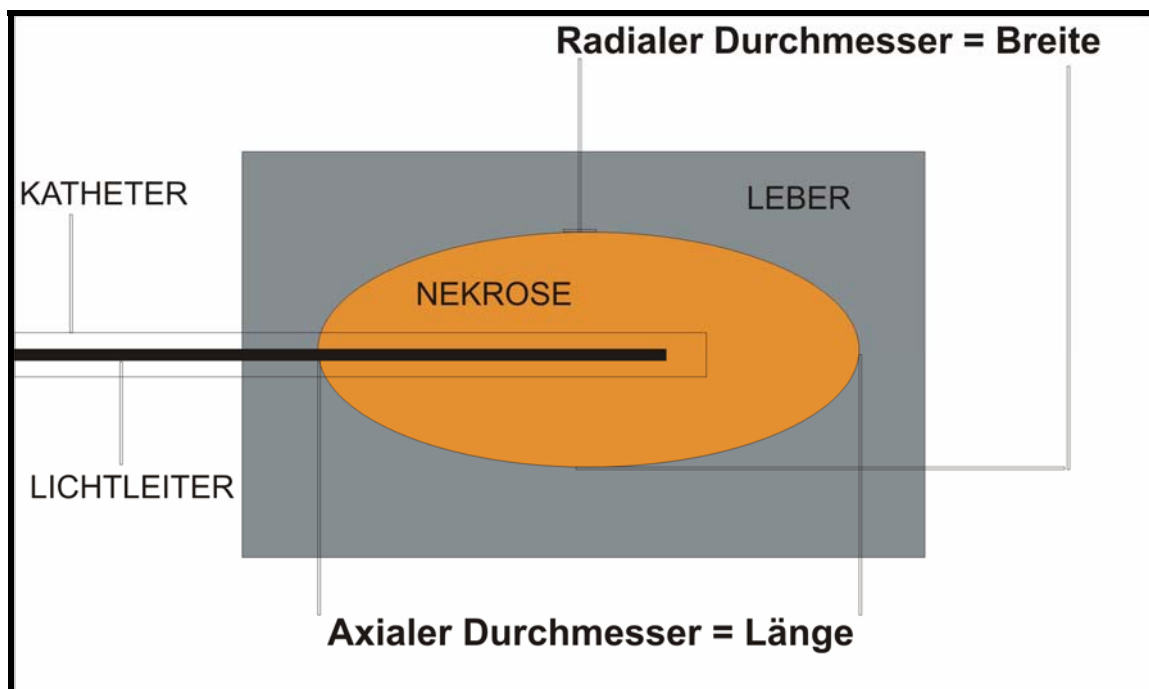 Radialer Durchmesser = Breite
KATHETER
LEBER
NEKROSE
LICHTLEITER
Axialer Durchmesser = Länge